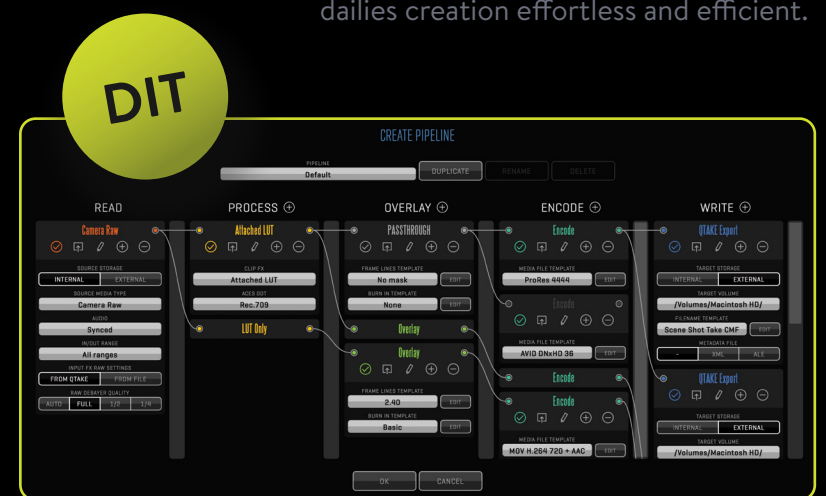 dailies creation effortless and efficient.
DIT
CREATE PIPELINE
PIPELINE
Default
DUPLICATE
RENAME
DELETE
READ
Camera Raw
SOURCE STORAGE
INTERNAL
EXTERNAL
SOURCE MEDIA TYPE
Camera Raw
AUDIO
Synced
IN/OUT RANGE
All ranges
INPUT FX RAW SETTINGS
FROM QTAKE
FROM FILE
RAW DEBAYER QUALITY
AUTO
FULL
1/2
1/4
PROCESS
Attached LUT
CLIP FX
Attached LUT
ACES ODT
Rec.709
LUT Only
OVERLAY
PASSTHROUGH
FRAME LINES TEMPLATE
No mask
EDIT
BURN IN TEMPLATE
None
EDIT
Overlay
Overlay
FRAME LINES TEMPLATE
2.40
EDIT
BURN IN TEMPLATE
Basic
EDIT
ENCODE
Encode
MEDIA FILE TEMPLATE
ProRes 4444
EDIT
Encode
MEDIA FILE TEMPLATE
AVID DNxHD 36
EDIT
Encode
Encode
MEDIA FILE TEMPLATE
MOV H.264 720 + AAC
EDIT
WRITE
QTAKE Export
TARGET STORAGE
INTERNAL
EXTERNAL
TARGET VOLUME
/Volumes/Macintosh HD/
FILENAME TEMPLATE
Scene Shot Take CMF
EDIT
METADATA FILE
-
XML
ALE
QTAKE Export
TARGET STORAGE
INTERNAL
EXTERNAL
TARGET VOLUME
/Volumes/Macintosh HD/
OK
CANCEL